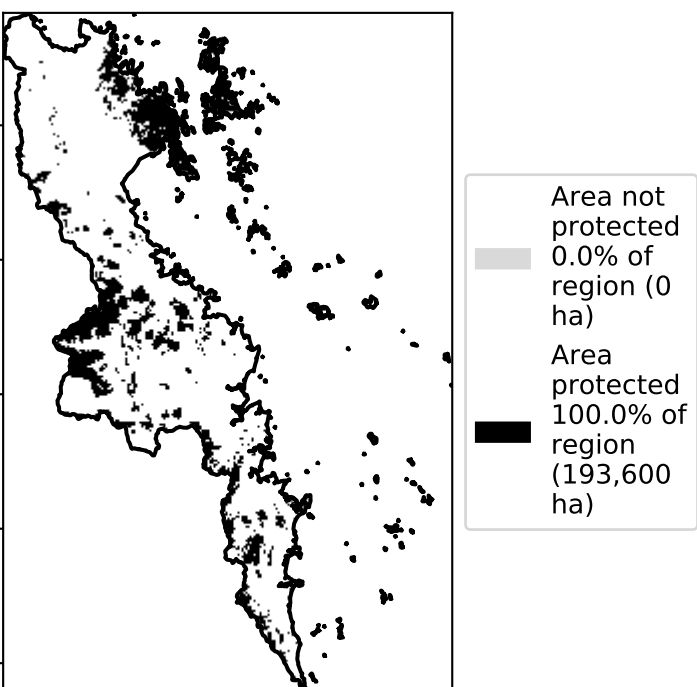 Area not
protected
0.0% of
region (0
ha)
Area
protected
100.0% of
region
(193,600
ha)